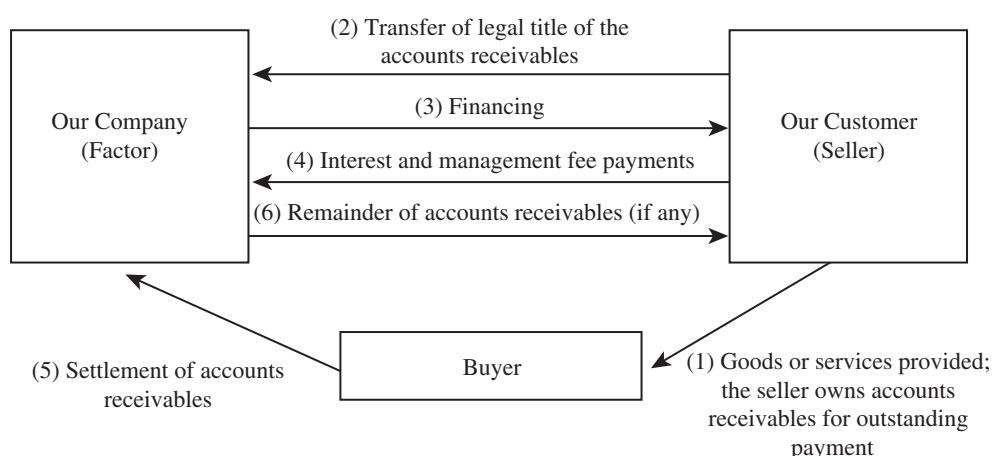 (2) Transfer of legal title of the
accounts receivables
Our Company
(Factor)
(3) Financing
Our Customer
(Seller)
(4) Interest and management fee payments
(6) Remainder of accounts receivables (if any)
(5) Settlement of accounts
receivables
Buyer
(1) Goods or services provided;
the seller owns accounts
receivables for outstanding
payment